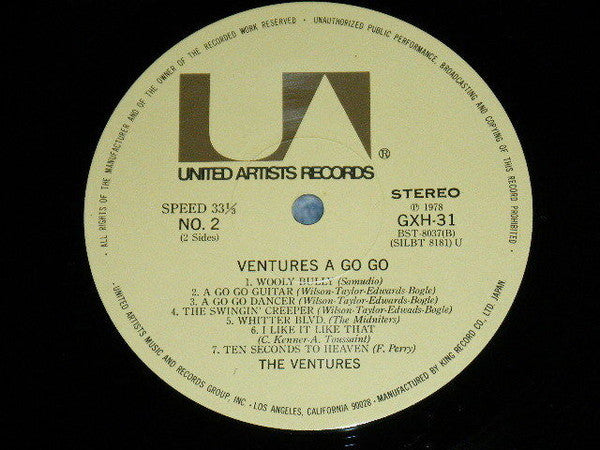 ALL RIGHTS OF THE MANUFACTURER AND OF THE OWNER OF THE RECORDED WORK RESERVED - UNAUTHORIZED PUBLIC PERFORMANCE, BROADCASTING AND COPYING OF THIS RECORD PROHIBITED
UA ®
UNITED ARTISTS RECORDS
SPEED 33⅓
NO. 2
(2 Sides)
STEREO
Ⓟ 1978
GXH-31
BST-8037(B)
(SILBT 8181) U
VENTURES A GO GO
1. WOOLY BULLY (Samudio)
2. A GO GO GUITAR (Wilson-Taylor-Edwards-Bogle)
3. A GO GO DANCER (Wilson-Taylor-Edwards-Bogle)
4. THE SWINGIN' CREEPER (Wilson-Taylor-Edwads-Bogle)
5. WHITTER BLVD. (The Midniters)
6. I LIKE IT LIKE THAT
(C. Kenner-A. Toussaint)
7. TEN SECONDS TO HEAVEN (F. Perry)
THE VENTURES
UNITED ARTISTS MUSIC AND RECORDS GROUP, INC • LOS ANGELES, CALIFORNIA 90028 • MANUFACTURED BY KING RECORD CO., LTD. JAPAN